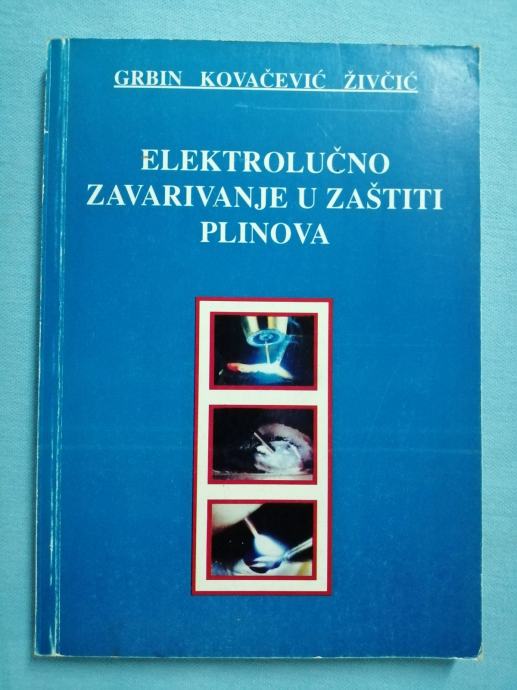 GRBIN KOVAČEVIĆ ŽIVČIĆ
ELEKTROLUČNO
ZAVARIVANJE U ZAŠTITI
PLINOVA